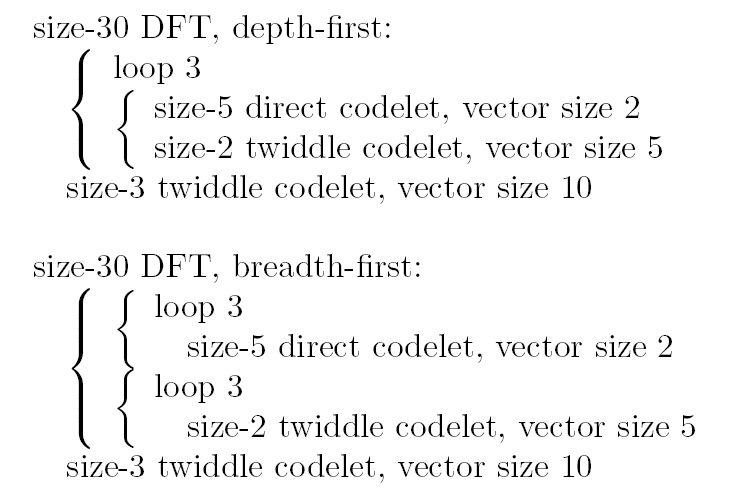 size-30 DFT, depth-first:
loop 3
size-5 direct codelet, vector size 2
size-2 twiddle codelet, vector size 5
size-3 twiddle codelet, vector size 10
size-30 DFT, breadth-first:
loop 3
size-5 direct codelet, vector size 2
loop 3
size-2 twiddle codelet, vector size 5
size-3 twiddle codelet, vector size 10